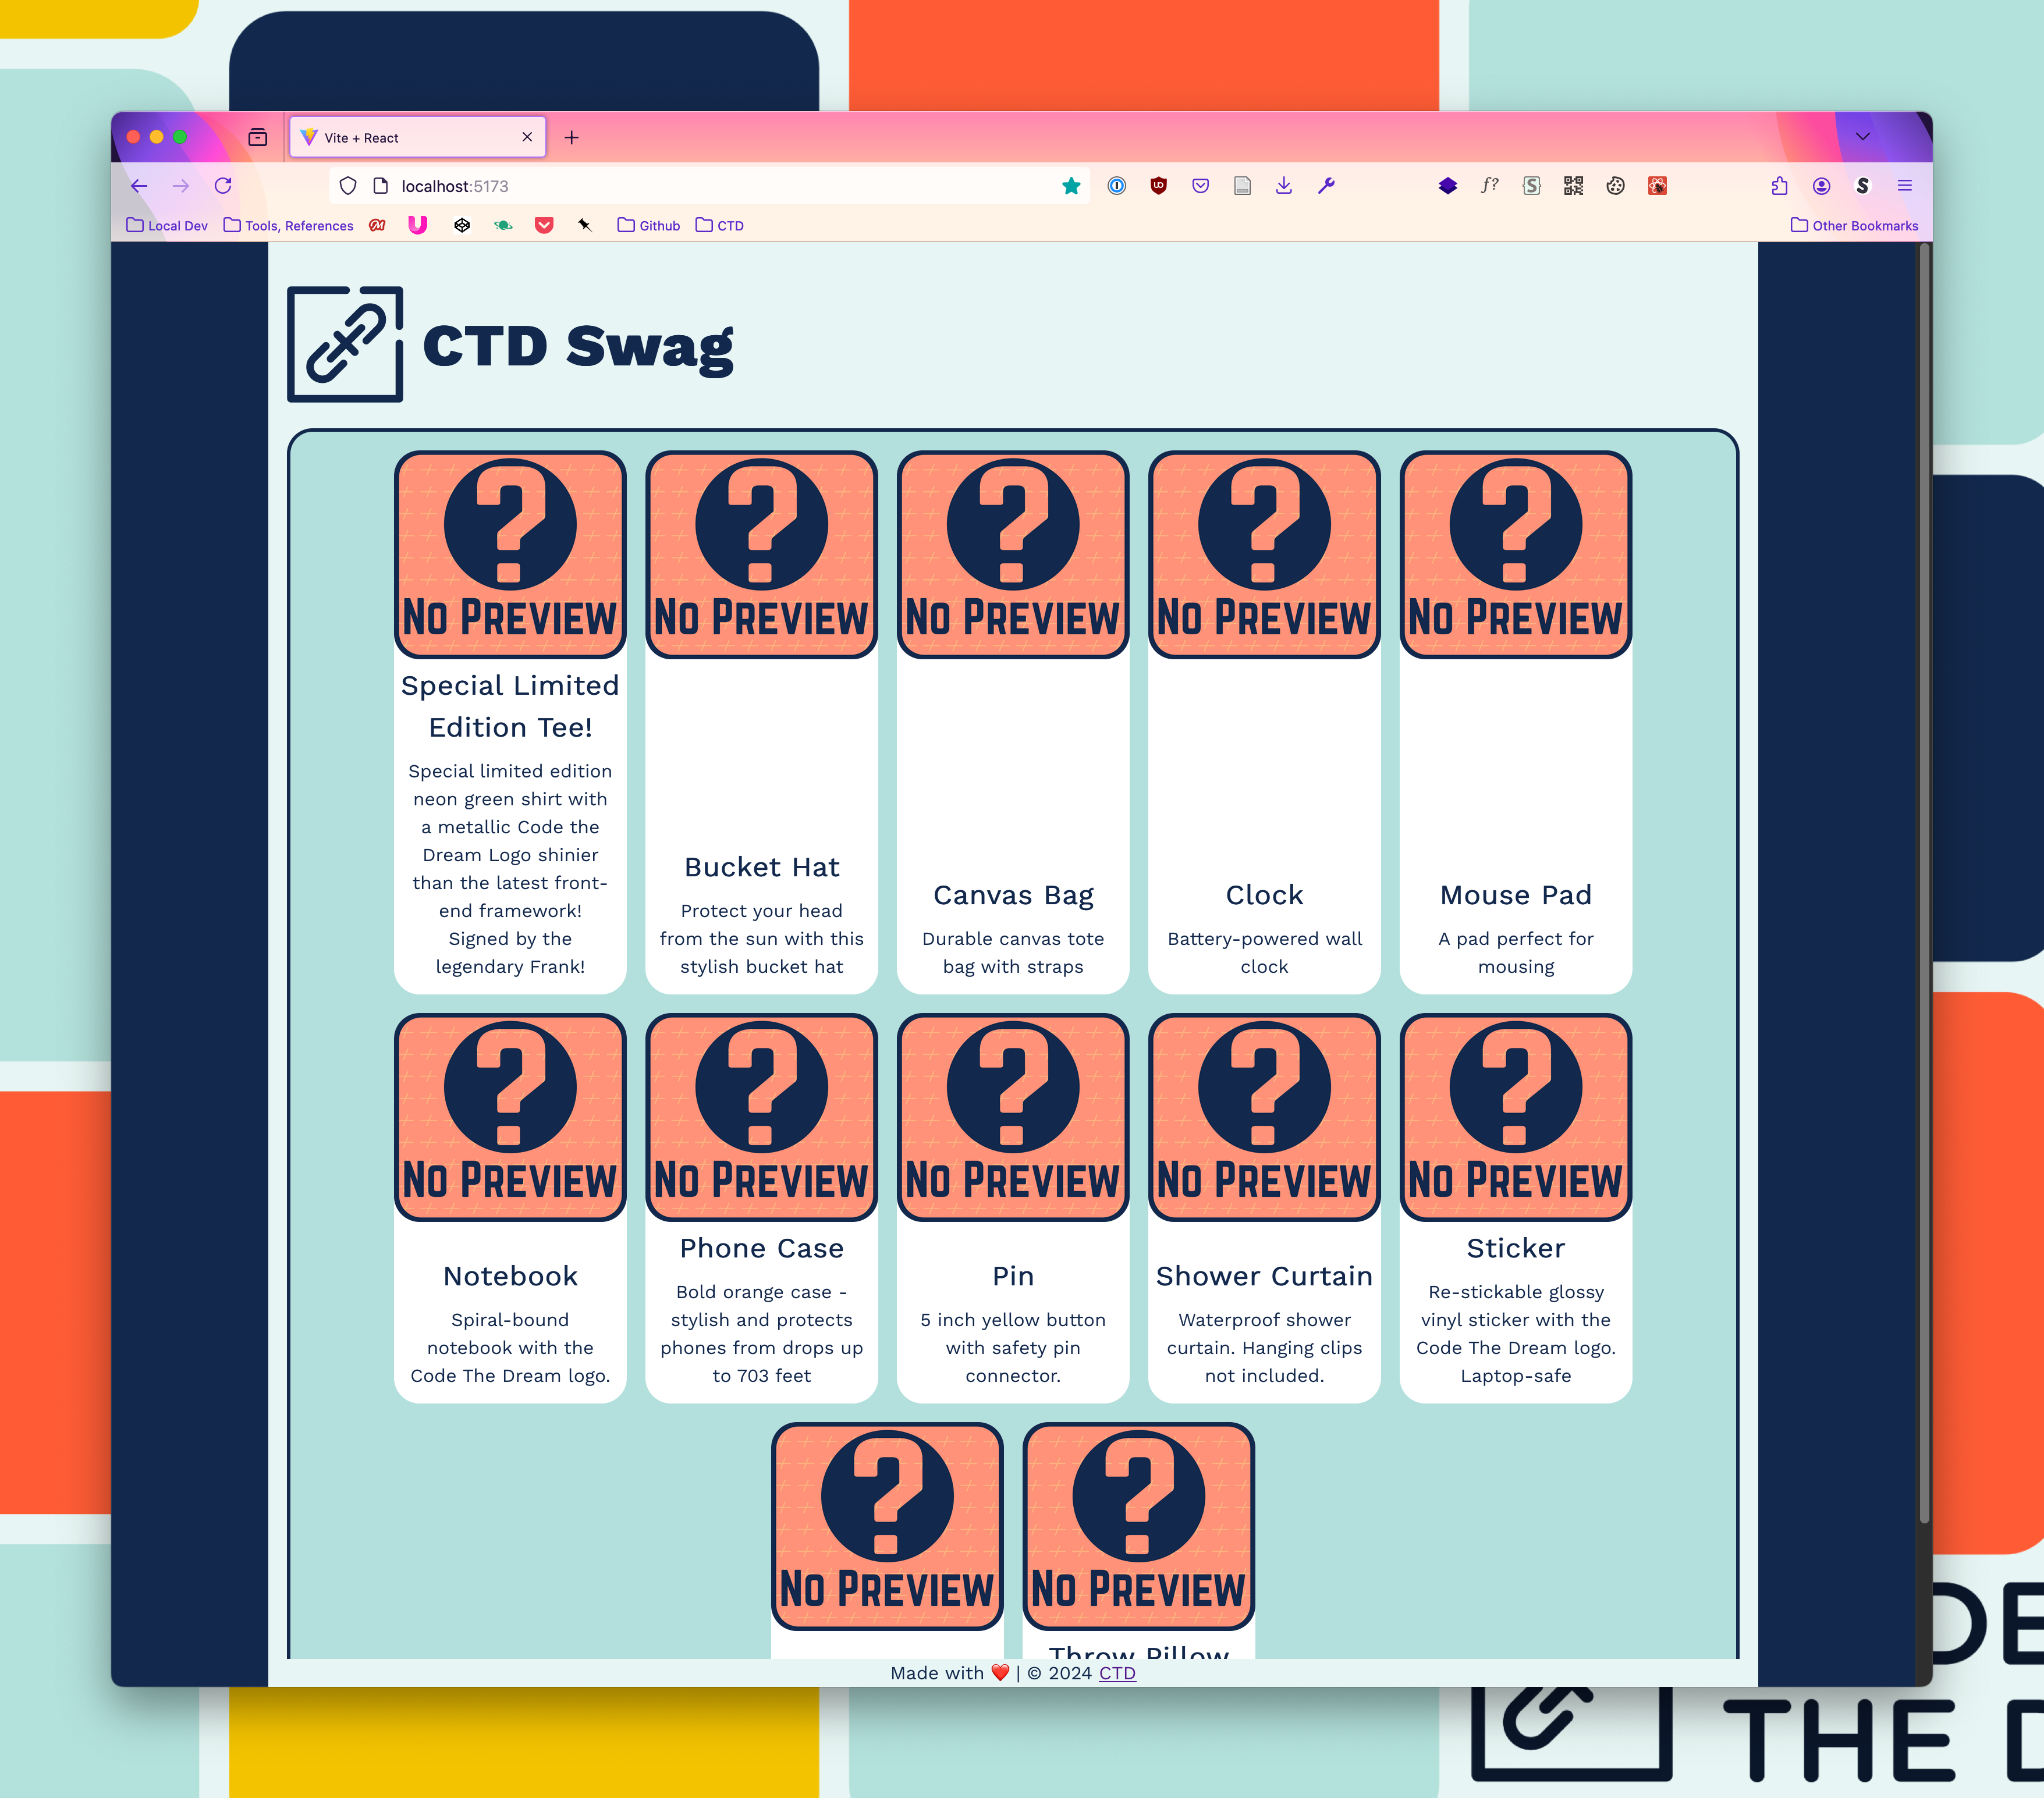 Vite + React
localhost:5173
Local Dev
Tools, References
Github
CTD
Other Bookmarks
CTD Swag
No Preview
No Preview
No Preview
No Preview
No Preview
Special Limited
Edition Tee!
Special limited edition
neon green shirt with
a metallic Code the
Dream Logo shinier
than the latest front-
end framework!
Signed by the
legendary Frank!
Bucket Hat
Protect your head
from the sun with this
stylish bucket hat
Canvas Bag
Durable canvas tote
bag with straps
Clock
Battery-powered wall
clock
Mouse Pad
A pad perfect for
mousing
No Preview
No Preview
No Preview
No Preview
No Preview
Notebook
Spiral-bound
notebook with the
Code The Dream logo.
Phone Case
Bold orange case -
stylish and protects
phones from drops up
to 703 feet
Pin
5 inch yellow button
with safety pin
connector.
Shower Curtain
Waterproof shower
curtain. Hanging clips
not included.
Sticker
Re-stickable glossy
vinyl sticker with the
Code The Dream logo.
Laptop-safe
No Preview
No Preview
Throw Pillow
Made with ❤️ | © 2024 CTD
DE
THE D